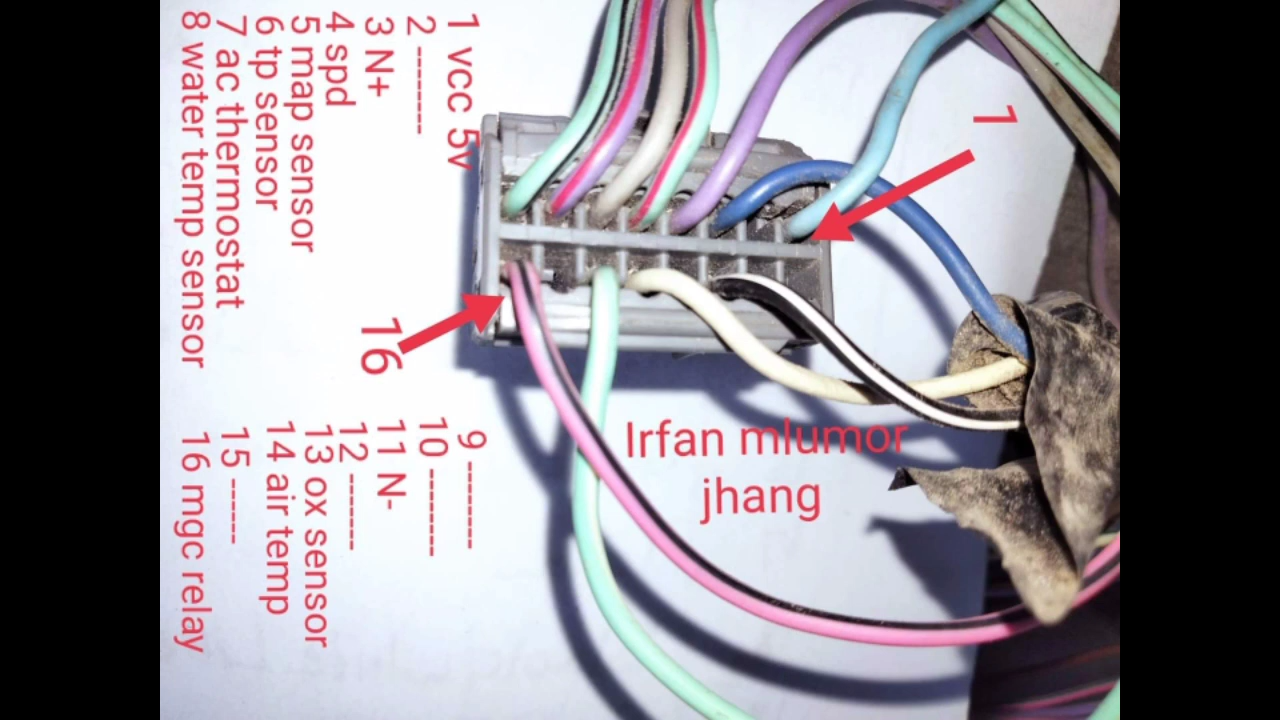 1 vcc 5v
2 -------
3 N+
4 spd
5 map sensor
6 tp sensor
7 ac thermostat
8 water temp sensor
1
16
9 --------
10 --------
11 N-
12 --------
13 ox sensor
14 air temp
15 ------
16 mgc relay
Irfan mlumor
jhang